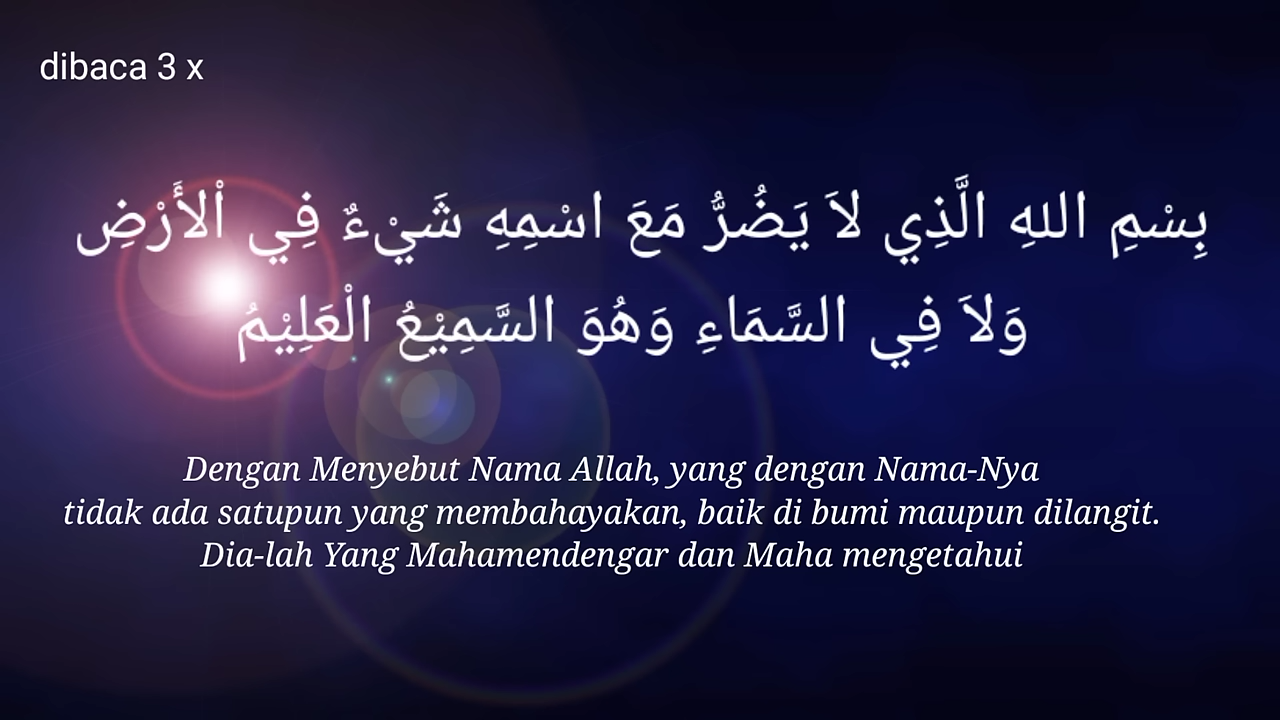 dibaca 3 x
بِسْمِ اللهِ الَّذِي لاَ يَضُرُّ مَعَ اسْمِهِ شَيْءٌ فِي اْلأَرْضِ
وَلاَ فِي السَّمَاءِ وَهُوَ السَّمِيْعُ الْعَلِيْمُ
Dengan Menyebut Nama Allah, yang dengan Nama-Nya
tidak ada satupun yang membahayakan, baik di bumi maupun dilangit.
Dia-lah Yang Mahamendengar dan Maha mengetahui